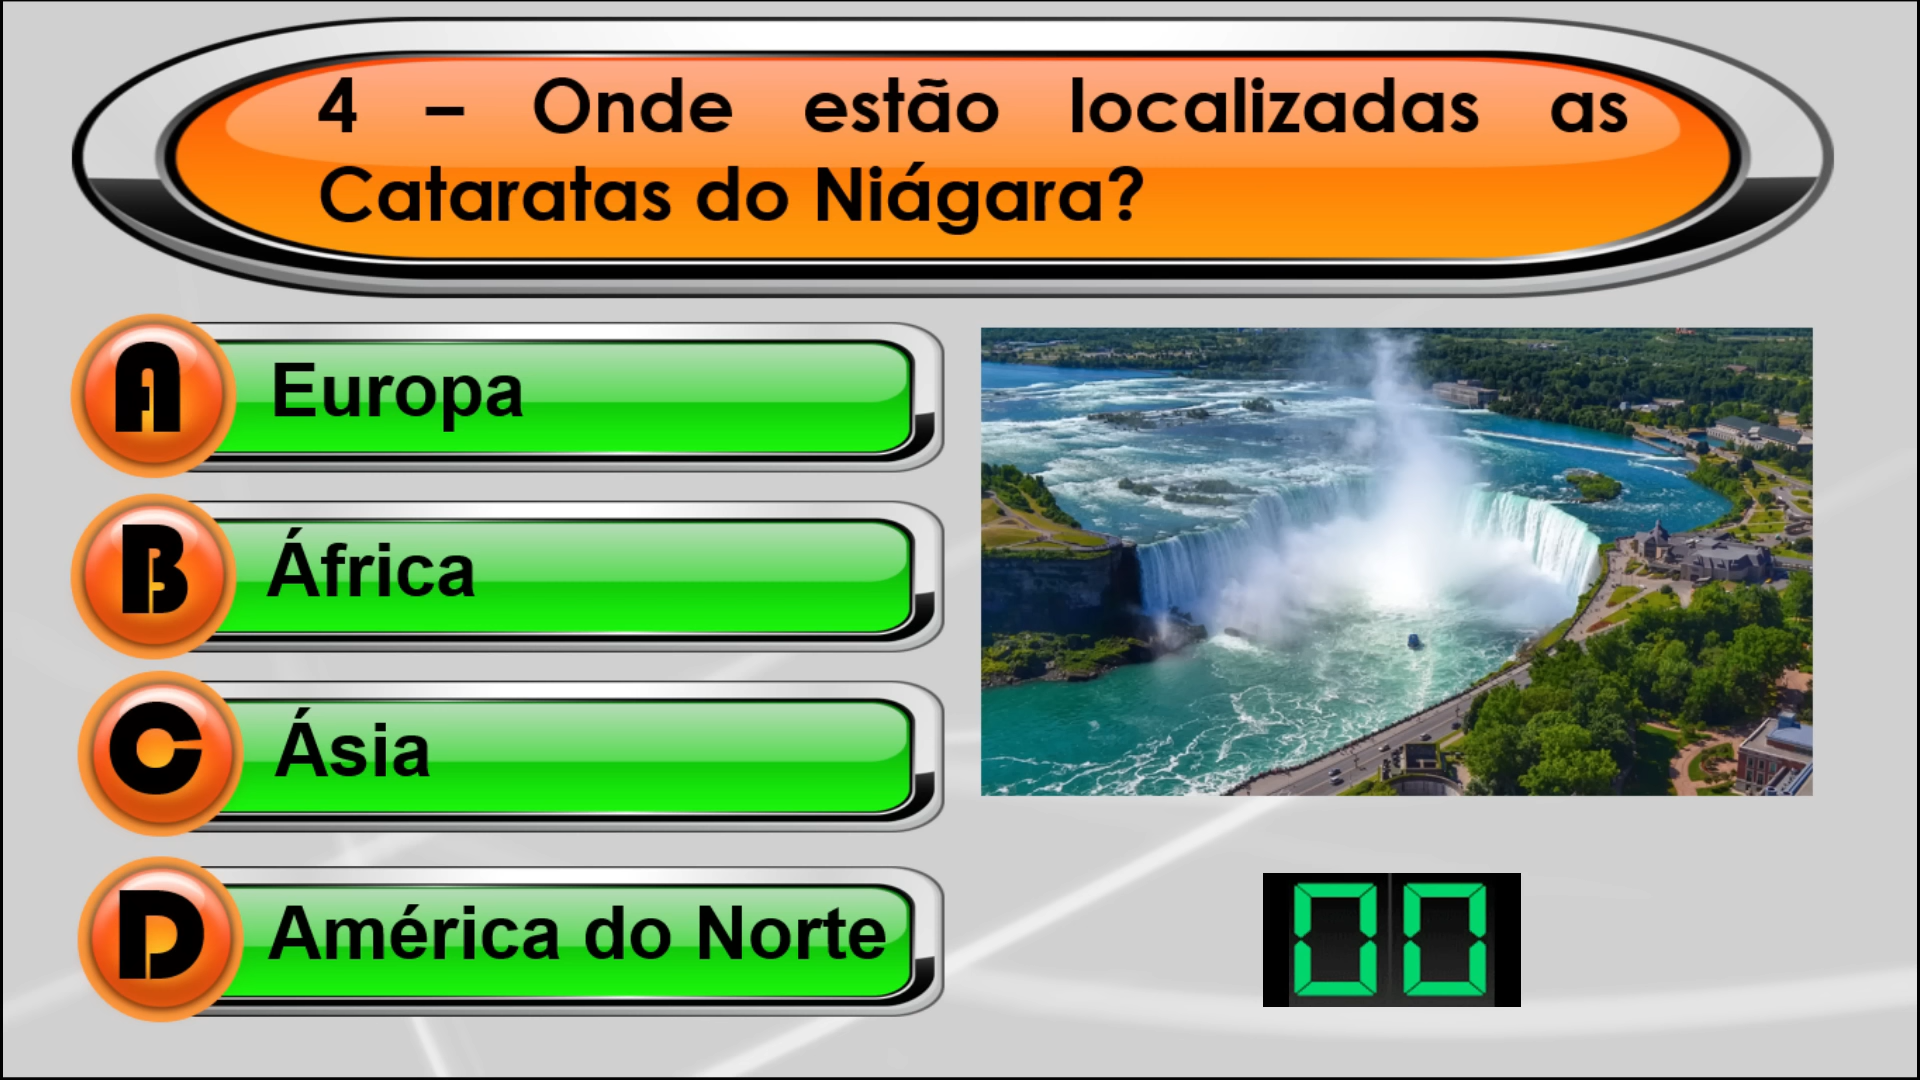 4 – Onde estão localizadas as
Cataratas do Niágara?
A Europa
B África
C Ásia
D América do Norte
00